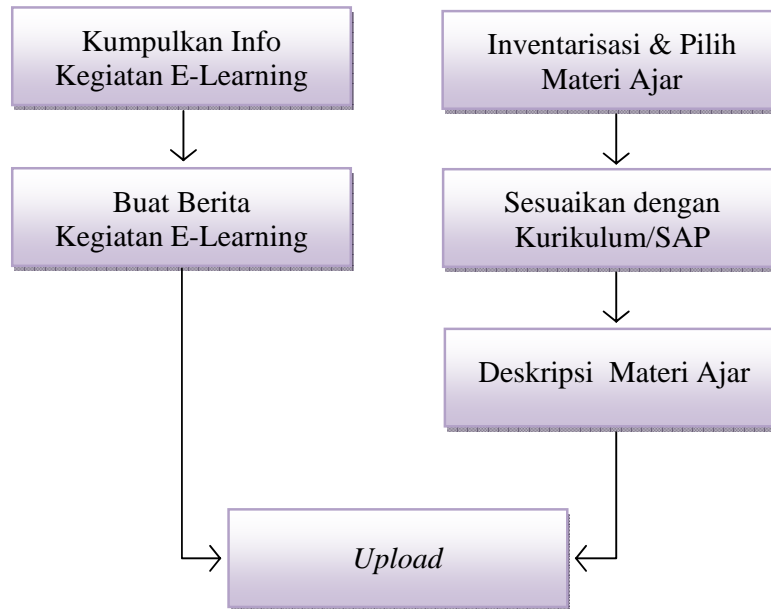 Kumpulkan Info
Kegiatan E-Learning
Inventarisasi & Pilih
Materi Ajar
Buat Berita
Kegiatan E-Learning
Sesuaikan dengan
Kurikulum/SAP
Deskripsi Materi Ajar
Upload